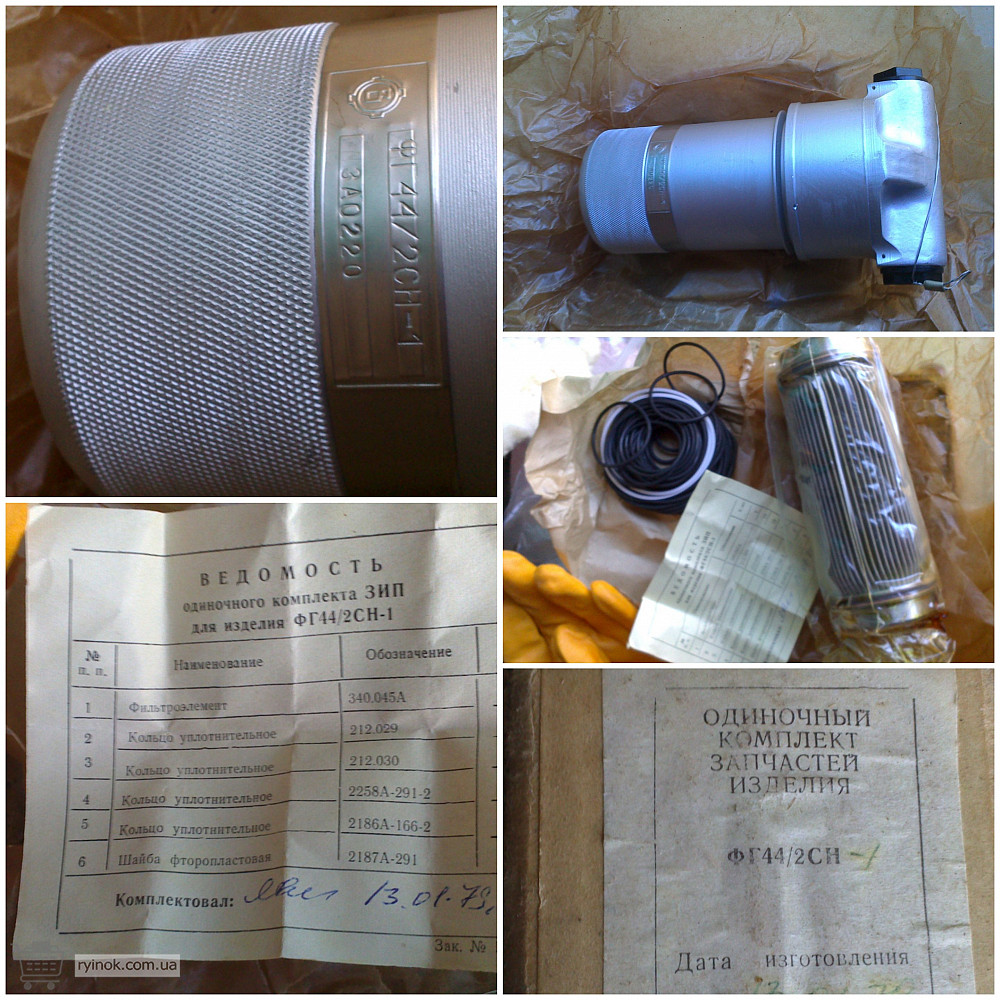 ФГ44/2СН-1
3А0220
ВЕДОМОСТЬ
одиночного комплекта ЗИП
для изделия ФГ44/2СН-1
№ п. п. Наименование Обозначение
1 Фильтроэлемент 340.045А
2 Кольцо уплотнительное 212.029
3 Кольцо уплотнительное 212.030
4 Кольцо уплотнительное 2258А-291-2
5 Кольцо уплотнительное 2186А-166-2
6 Шайба фторопластовая 2187А-291
Комплектовал: 13.01.79
Зак. №
ryinok.com.ua
ВЕДОМОСТЬ
ОДИНОЧНЫЙ
КОМПЛЕКТ
ЗАПЧАСТЕЙ
ИЗДЕЛИЯ
ФГ44/2СН-1
Дата изготовления